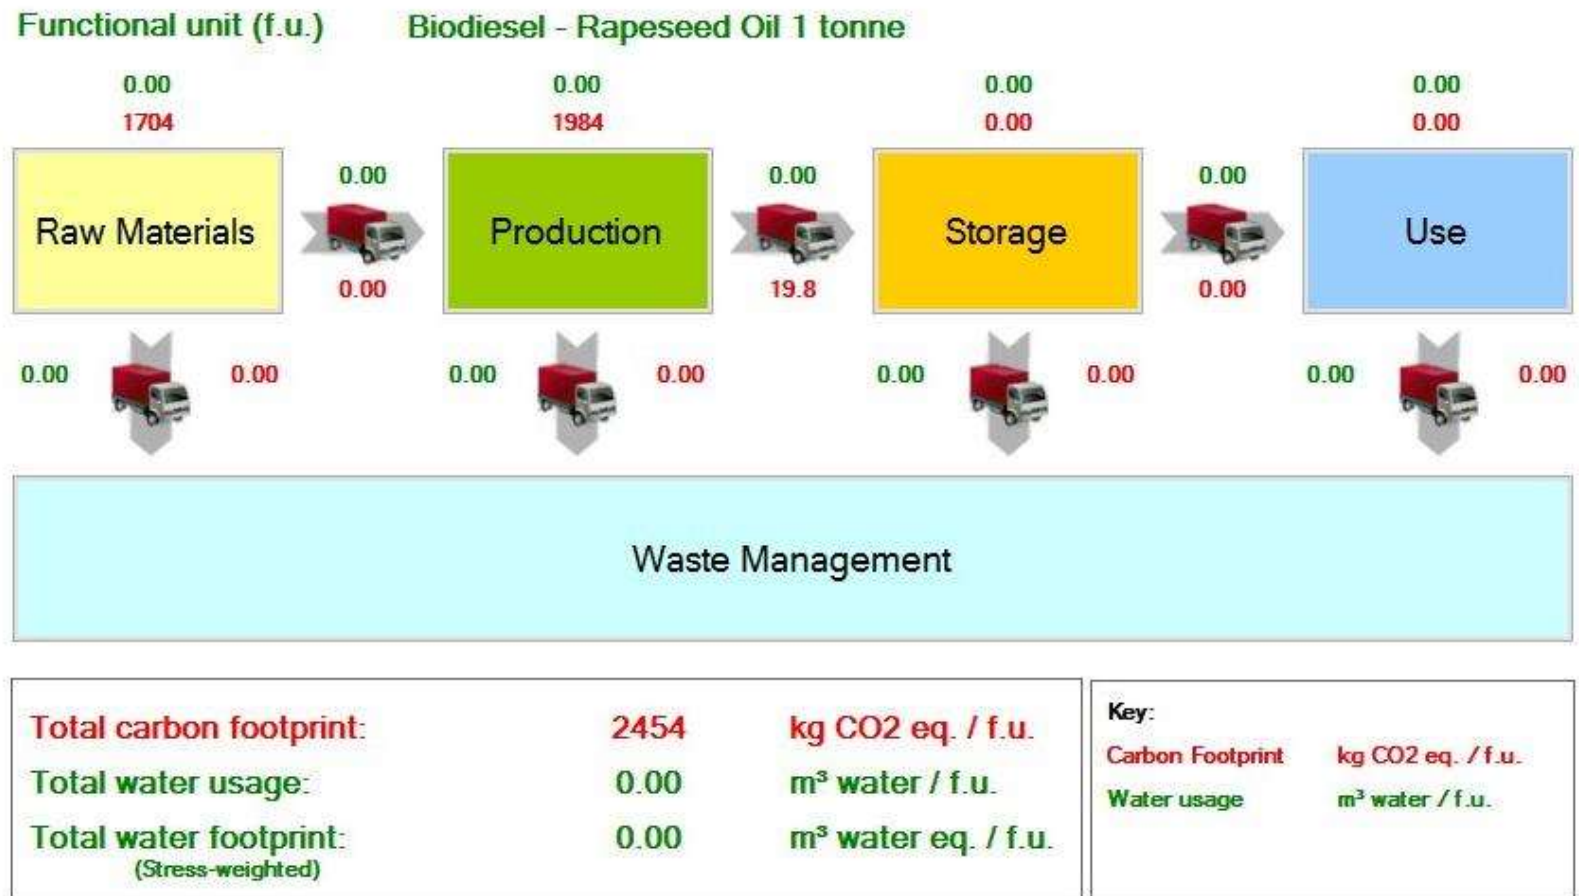 Functional unit (f.u.) Biodiesel - Rapeseed Oil 1 tonne
0.00 0.00 0.00 0.00
1704 1984 0.00 0.00
0.00 0.00 0.00
Raw Materials Production Storage Use
0.00 19.8 0.00
0.00 0.00 0.00 0.00 0.00 0.00 0.00 0.00
Waste Management
Total carbon footprint: 2454 kg CO2 eq. / f.u.
Total water usage: 0.00 m³ water / f.u.
Total water footprint: 0.00 m³ water eq. / f.u.
(Stress-weighted)
Key:
Carbon Footprint kg CO2 eq. / f.u.
Water usage m³ water / f.u.